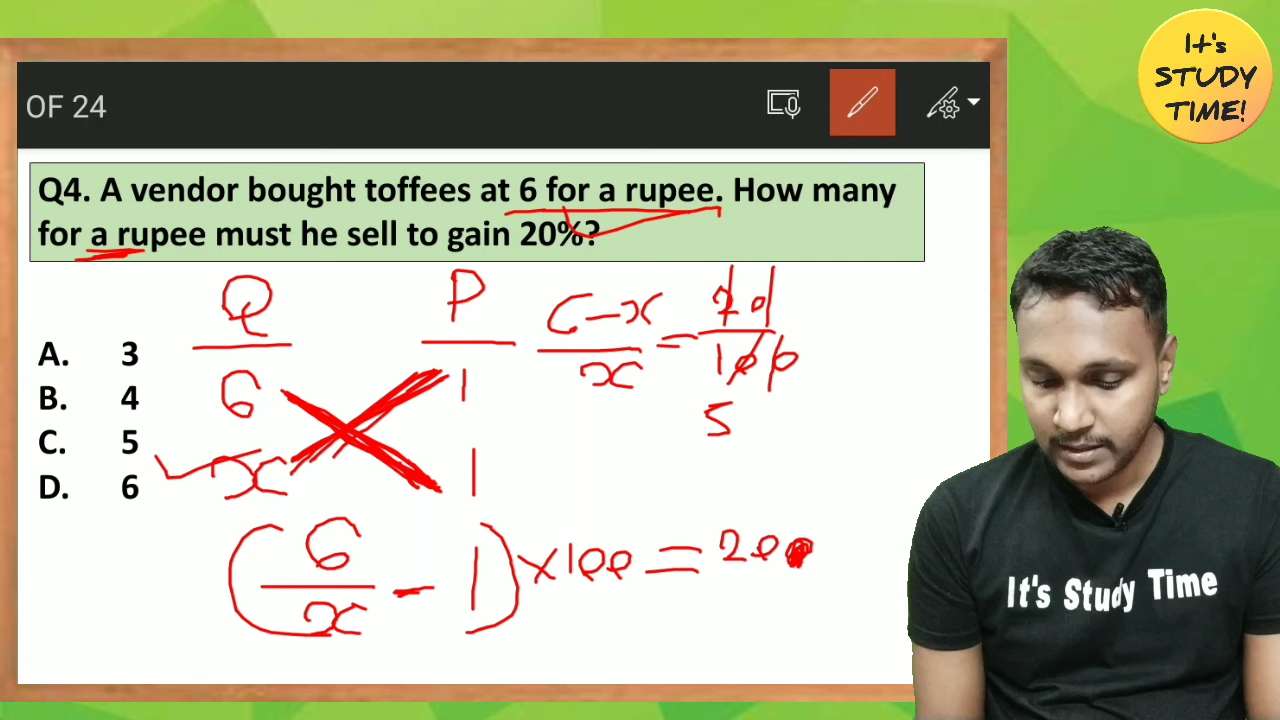 It's
STUDY
TIME!
OF 24
Q4. A vendor bought toffees at 6 for a rupee. How many
for a rupee must he sell to gain 20%?
Q P
6 - x / x = 20 / 100
5
A. 3
B. 4
C. 5
D. 6
6 1
x 1
(6 / x - 1) × 100 = 20
It's Study Time